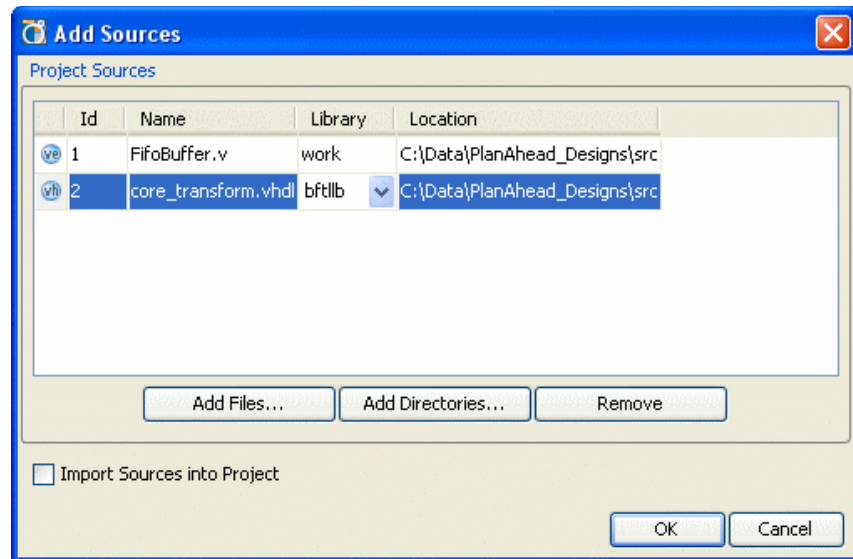 Add Sources
Project Sources
Id Name Library Location
ve 1 FifoBuffer.v work C:\Data\PlanAhead_Designs\src
vh 2 core_transform.vhdl bftllb C:\Data\PlanAhead_Designs\src
Add Files... Add Directories... Remove
Import Sources into Project
OK Cancel